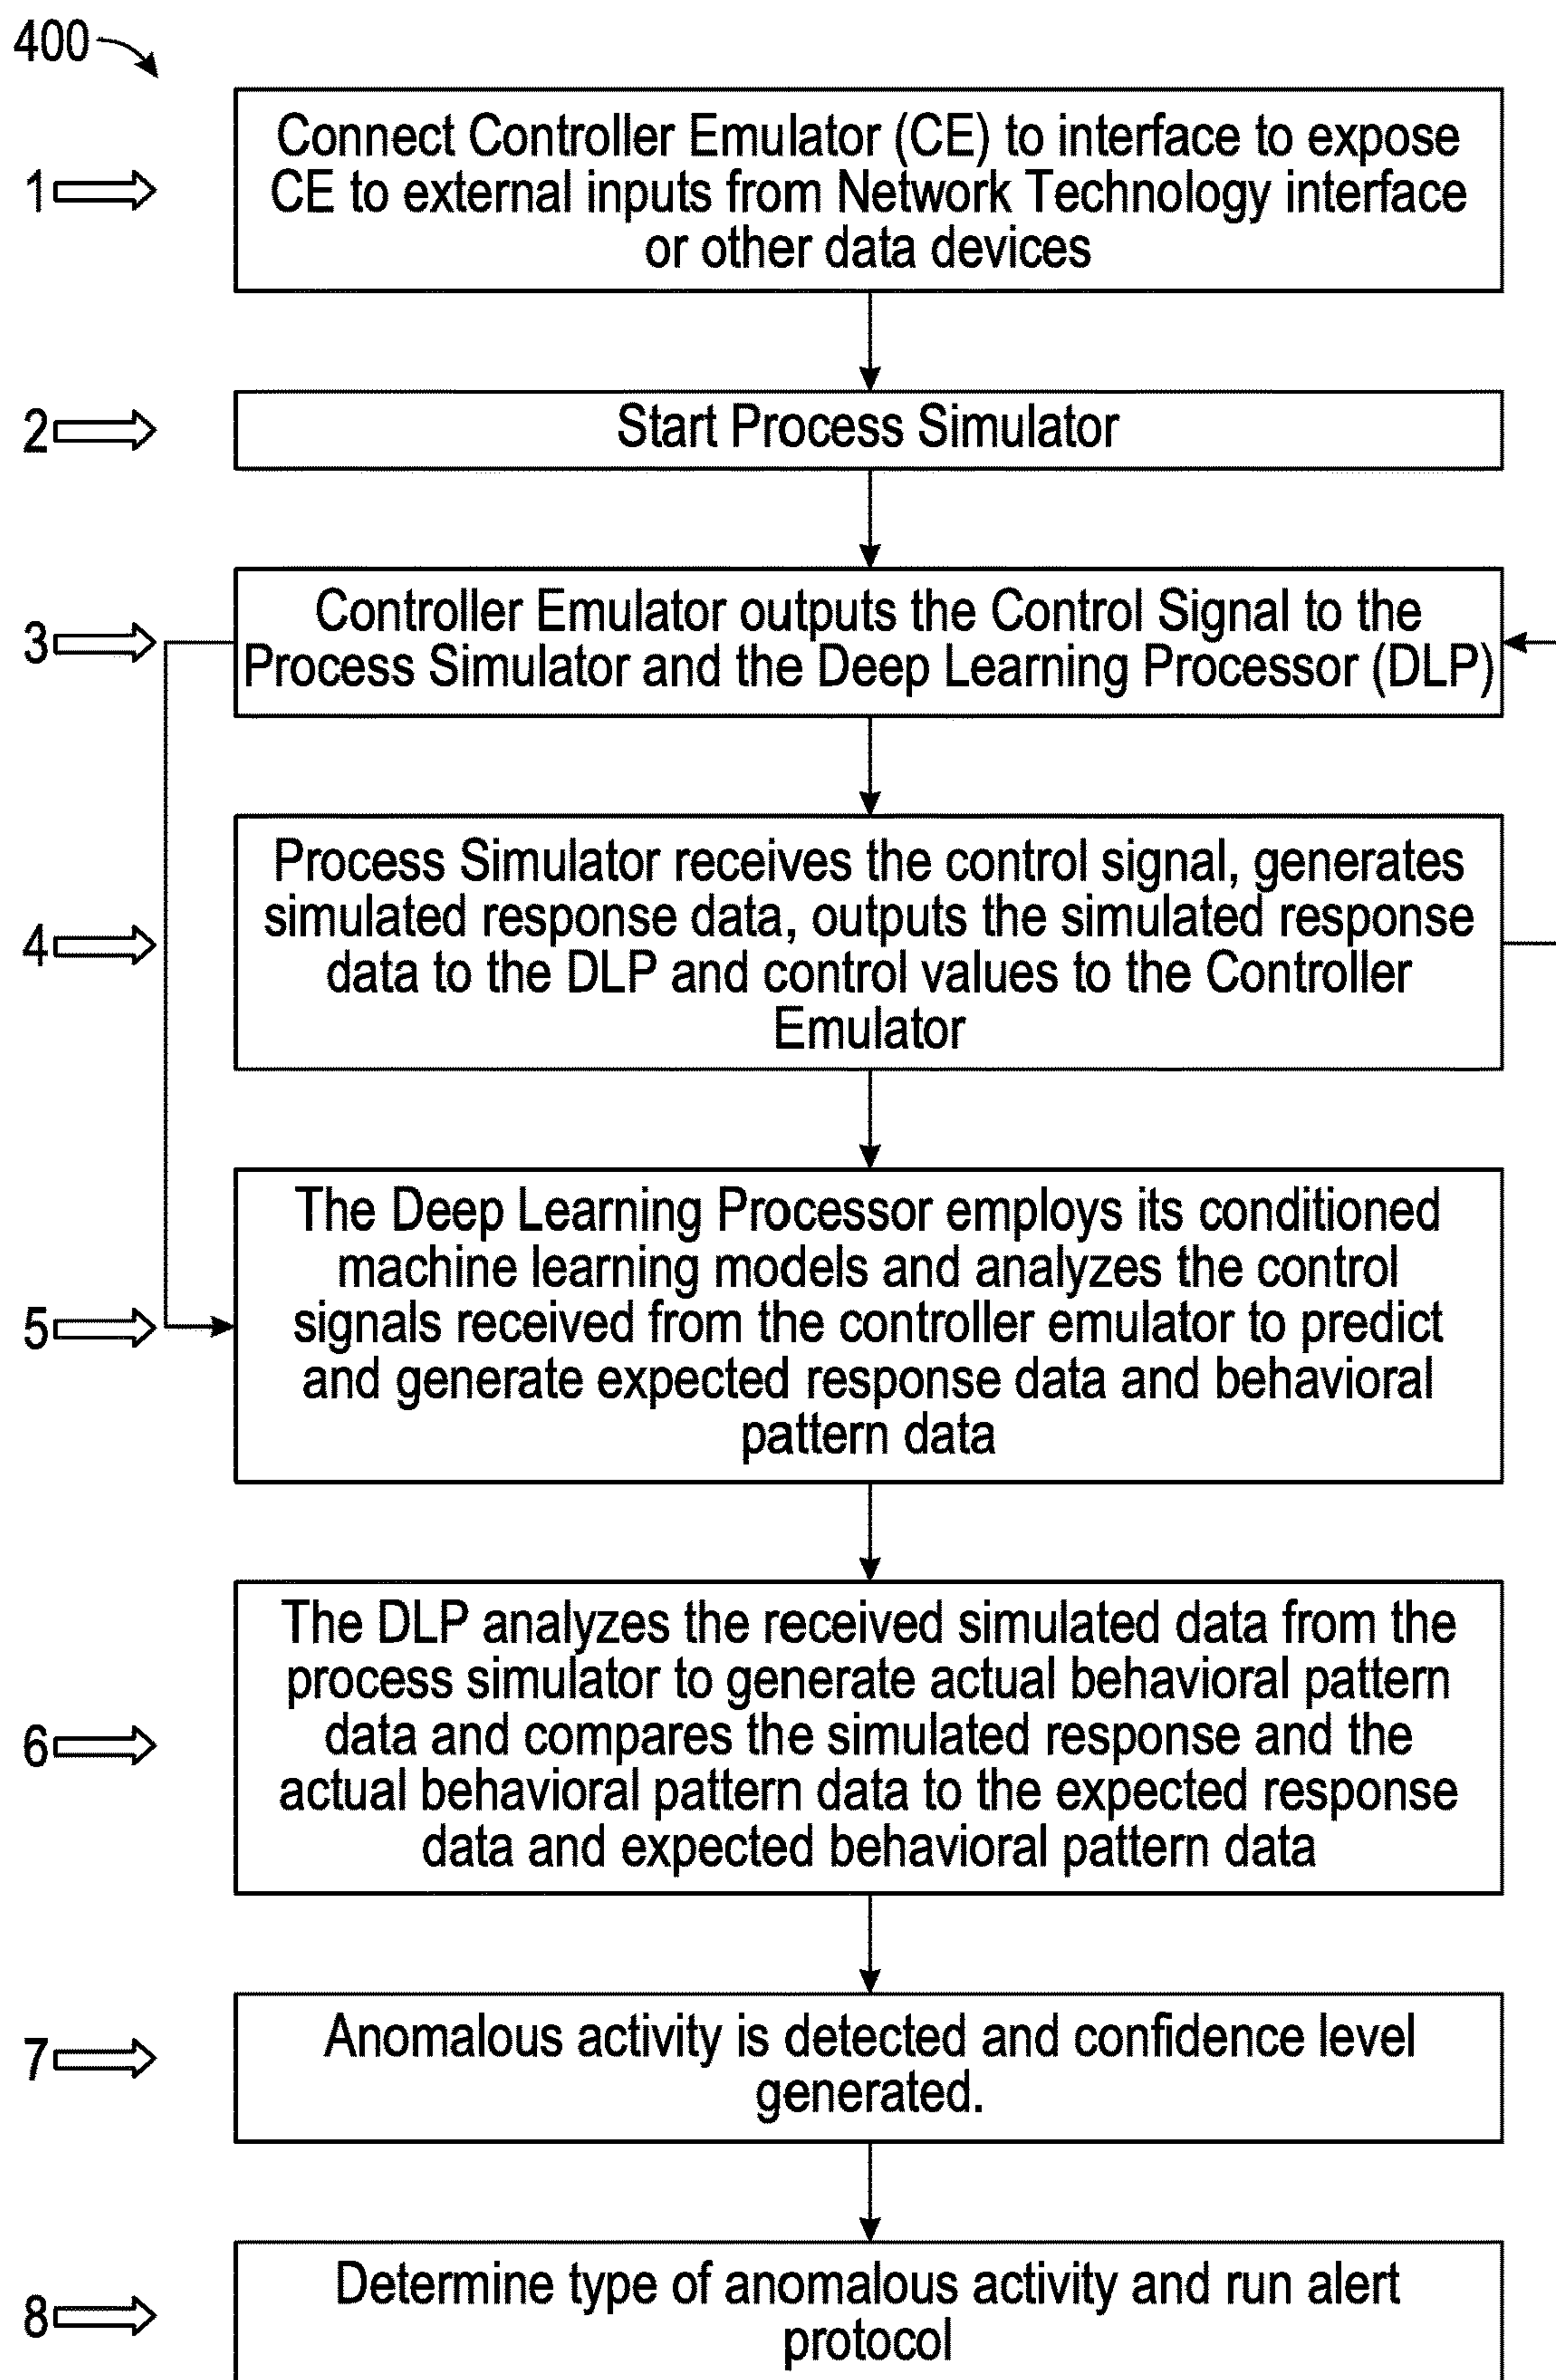 400
1
Connect Controller Emulator (CE) to interface to expose
CE to external inputs from Network Technology interface
or other data devices
2
Start Process Simulator
3
Controller Emulator outputs the Control Signal to the
Process Simulator and the Deep Learning Processor (DLP)
4
Process Simulator receives the control signal, generates
simulated response data, outputs the simulated response
data to the DLP and control values to the Controller
Emulator
5
The Deep Learning Processor employs its conditioned
machine learning models and analyzes the control
signals received from the controller emulator to predict
and generate expected response data and behavioral
pattern data
6
The DLP analyzes the received simulated data from the
process simulator to generate actual behavioral pattern
data and compares the simulated response and the
actual behavioral pattern data to the expected response
data and expected behavioral pattern data
7
Anomalous activity is detected and confidence level
generated.
8
Determine type of anomalous activity and run alert
protocol